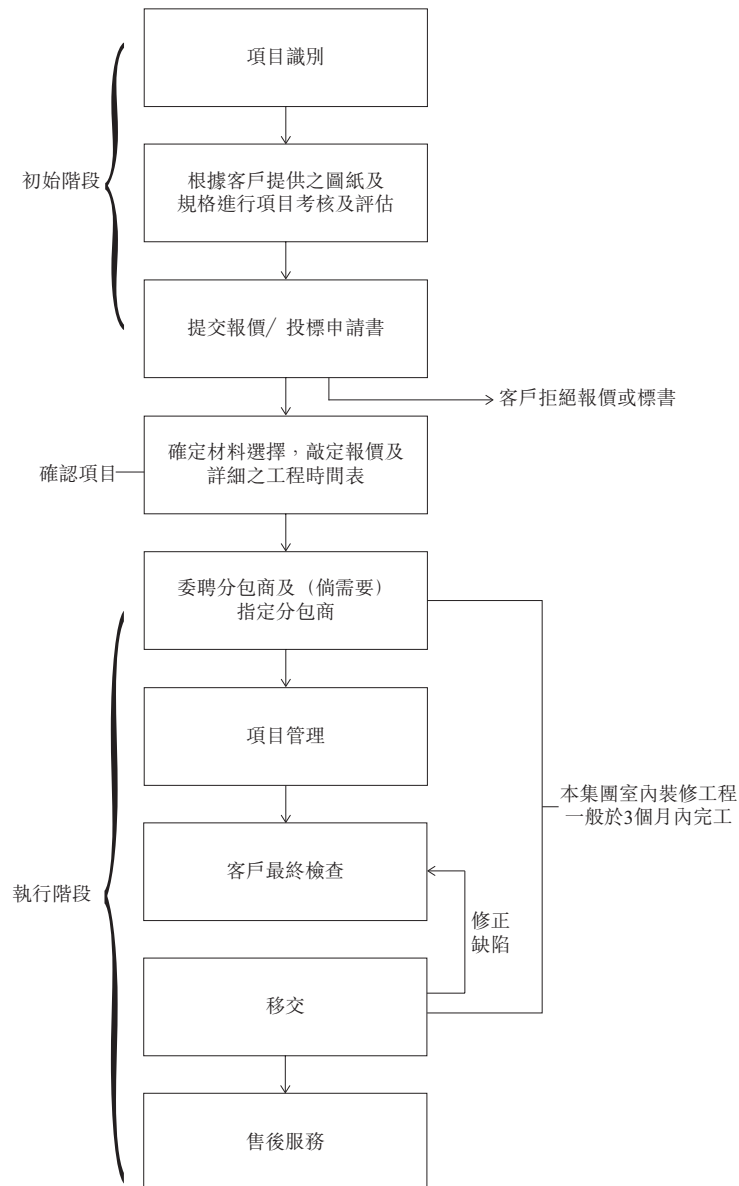 項目識別
初始階段
根據客戶提供之圖紙及
規格進行項目考核及評估
提交報價/ 投標申請書
客戶拒絕報價或標書
確認項目
確定材料選擇，敲定報價及
詳細之工程時間表
委聘分包商及（倘需要）
指定分包商
項目管理
本集團室內裝修工程
一般於3個月內完工
客戶最終檢查
執行階段
修正
缺陷
移交
售後服務